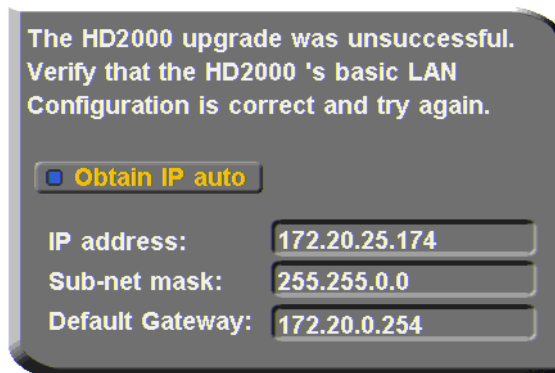 The HD2000 upgrade was unsuccessful.
Verify that the HD2000 's basic LAN
Configuration is correct and try again.
Obtain IP auto
IP address: 172.20.25.174
Sub-net mask: 255.255.0.0
Default Gateway: 172.20.0.254